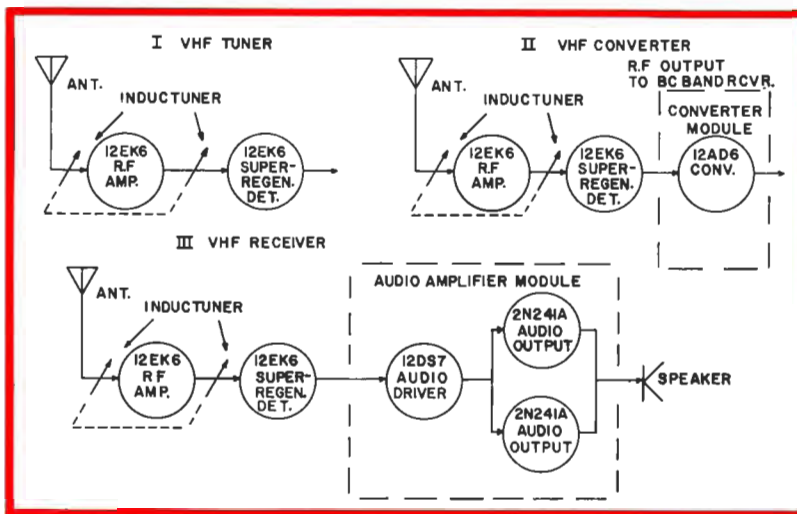 I VHF TUNER
ANT.
INDUCTUNER
12EK6
R.F
AMP.
12EK6
SUPER-
REGEN.
DET.
II VHF CONVERTER
R.F OUTPUT
TO BC BAND RCVR.
ANT.
INDUCTUNER
CONVERTER
MODULE
12EK6
R.F
AMP.
12EK6
SUPER-
REGEN.
DET.
12AD6
CONV.
III VHF RECEIVER
ANT.
INDUCTUNER
12EK6
R F
AMP.
12EK6
SUPER-
REGEN.
DET.
AUDIO AMPLIFIER MODULE
12DS7
AUDIO
DRIVER
2N241A
AUDIO
OUTPUT
2N241A
AUDIO
OUTPUT
SPEAKER